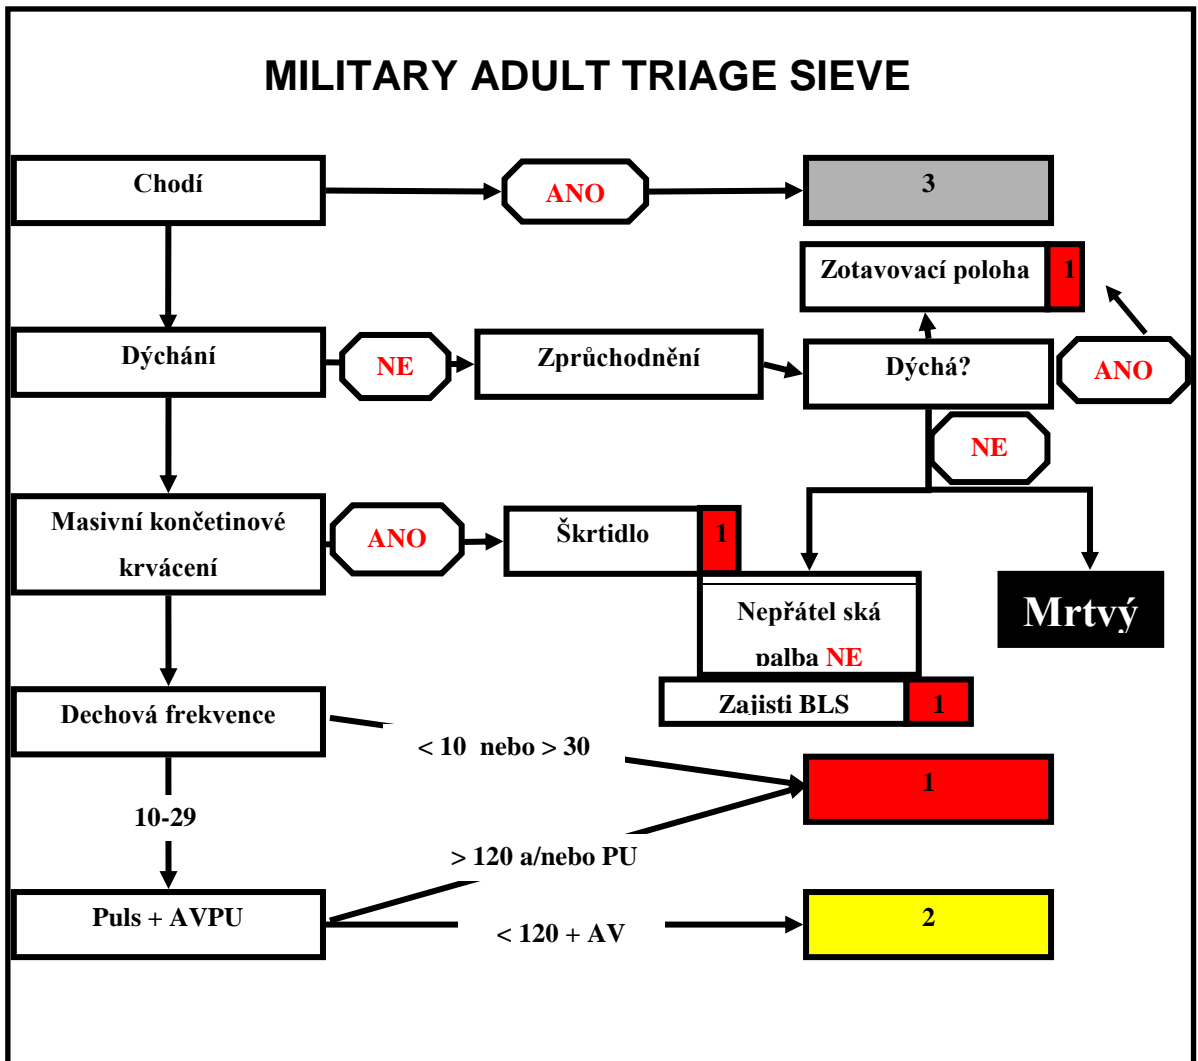 MILITARY ADULT TRIAGE SIEVE
Chodí
ANO
3
Zotavovací poloha
1
Dýchání
NE
Zprůchodnění
Dýchá?
ANO
NE
Masivní končetinové
krvácení
ANO
Škrtidlo
1
Nepřátel ská
palba NE
Mrtvý
Zajisti BLS
1
Dechová frekvence
< 10 nebo > 30
1
10-29
> 120 a/nebo PU
Puls + AVPU
< 120 + AV
2